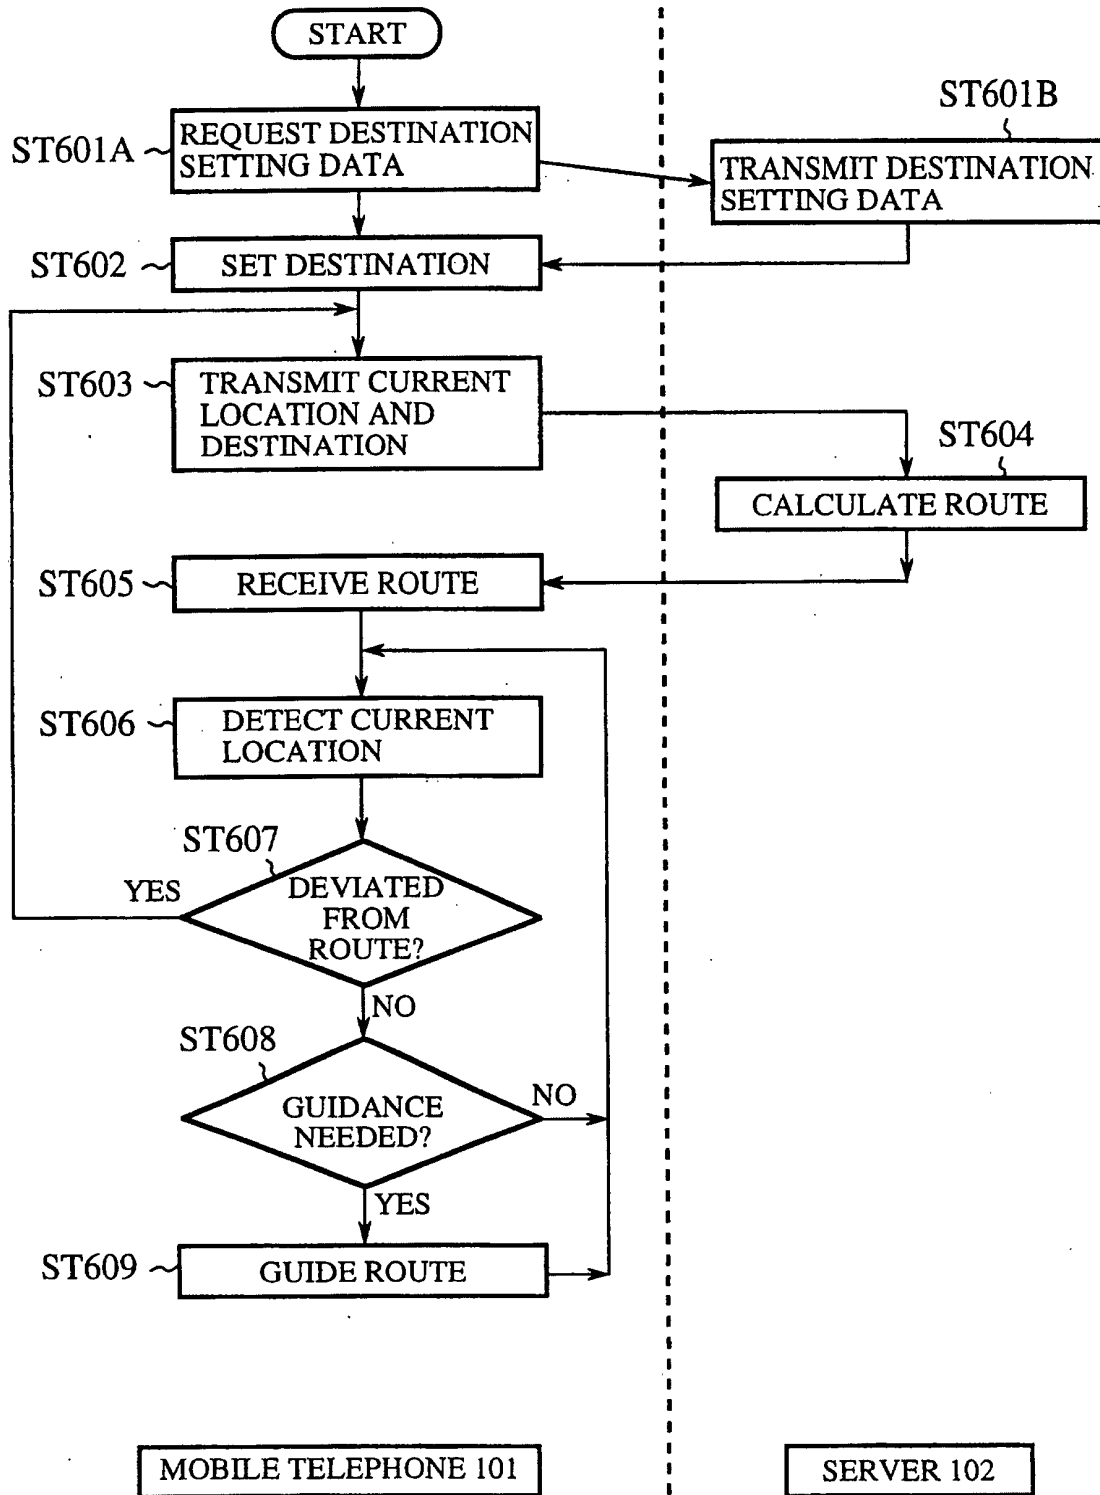 START
ST601A
REQUEST DESTINATION
SETTING DATA
ST601B
TRANSMIT DESTINATION
SETTING DATA
ST602
SET DESTINATION
ST603
TRANSMIT CURRENT
LOCATION AND
DESTINATION
ST604
CALCULATE ROUTE
ST605
RECEIVE ROUTE
ST606
DETECT CURRENT
LOCATION
ST607
YES
DEVIATED
FROM
ROUTE?
NO
ST608
GUIDANCE
NEEDED?
NO
YES
ST609
GUIDE ROUTE
MOBILE TELEPHONE 101
SERVER 102